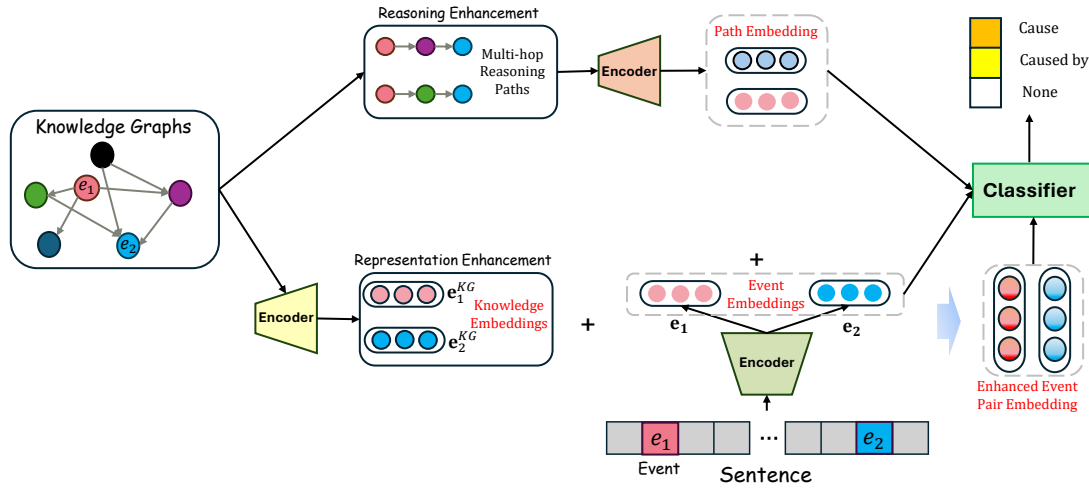 Reasoning Enhancement
Multi-hop
Reasoning
Paths
Encoder
Path Embedding
Cause
Caused by
None
Knowledge Graphs
e₁
e₂
Classifier
Representation Enhancement
Encoder
e₁ᴷᴳ
e₂ᴷᴳ
Knowledge
Embeddings
+
+
Event
Embeddings
e₁
e₂
Encoder
Enhanced Event
Pair Embedding
e₁
...
e₂
Event
Sentence